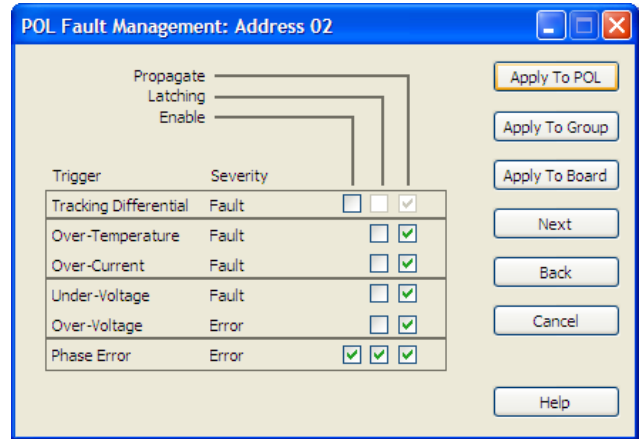 POL Fault Management: Address 02
Propagate
Latching
Enable
Trigger Severity
Tracking Differential Fault
Over-Temperature Fault
Over-Current Fault
Under-Voltage Fault
Over-Voltage Error
Phase Error Error
Apply To POL
Apply To Group
Apply To Board
Next
Back
Cancel
Help